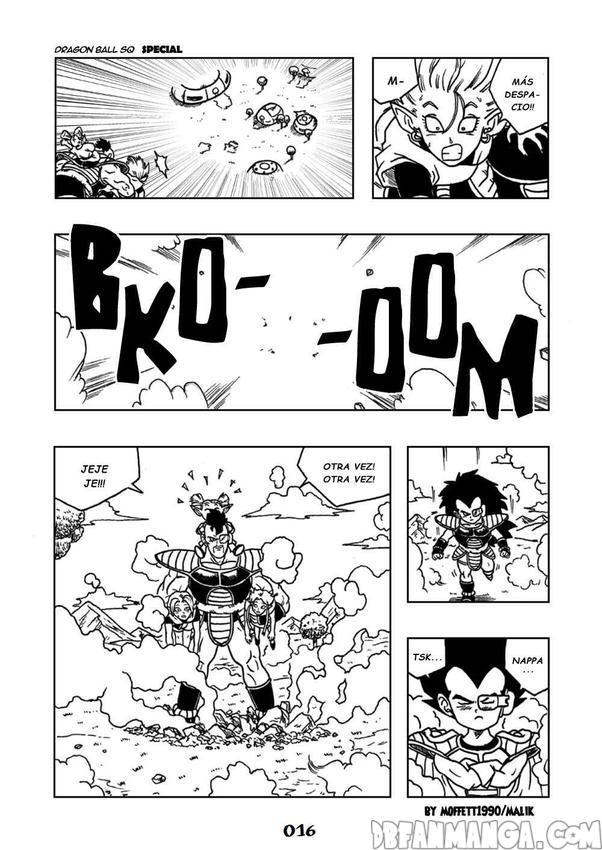 DRAGON BALL SQ SPECIAL
M-
MÁS
DESPA-
CIO!!
BKO-
-OOM
JEJE
JE!!!
OTRA VEZ!
OTRA VEZ!
TSK...
NAPPA
...
BY MOFFETT1990/MALIK
016
DBFANMANGA.COM